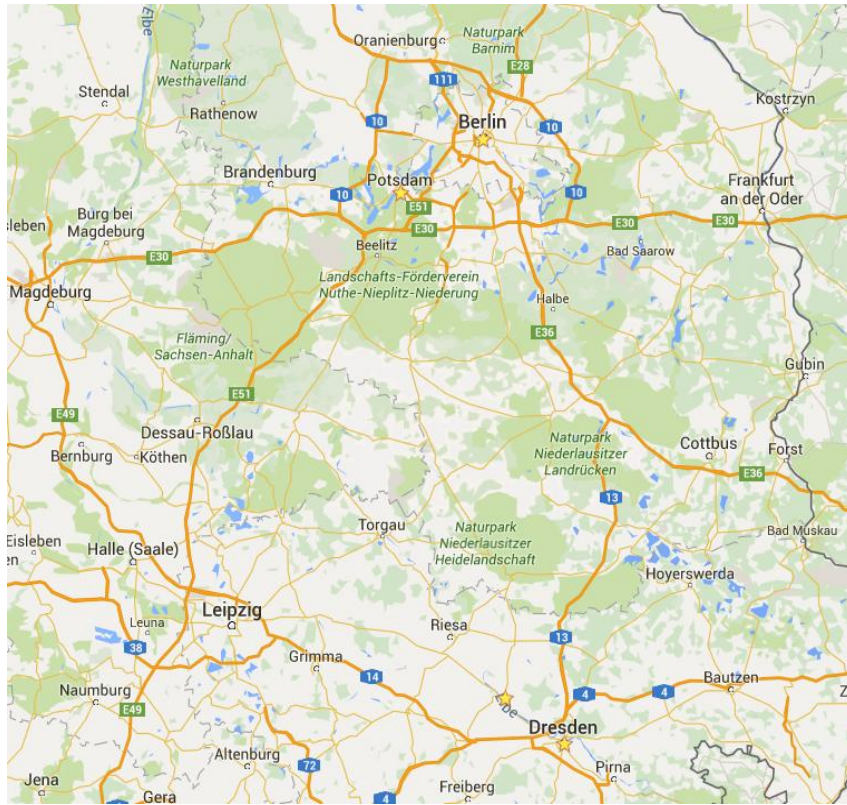 Elbe
Oranienburg
Naturpark
Barnim
Naturpark
Westhavelland
E28
111
Stendal
Kostrzyn
Rathenow
10
Berlin
10
Brandenburg
Potsdam
10
10
Frankfurt
an der Oder
E51
E30
E30
E30
sleben
Burg bei
Magdeburg
Beelitz
Bad Saarow
E30
Landschafts-Förderverein
Nuthe-Nieplitz-Niederung
Magdeburg
Halbe
Fläming/
Sachsen-Anhalt
E36
Gubin
E51
E49
Dessau-Roßlau
Bernburg
Köthen
Naturpark
Niederlausitzer
Landrücken
Cottbus
Forst
E36
13
Torgau
Naturpark
Niederlausitzer
Heidelandschaft
Bad Muskau
Eisleben
en
Halle (Saale)
Hoyerswerda
Leipzig
Leuna
Riesa
13
38
Grimma
14
Naumburg
4
4
Bautzen
Z
E49
be
Dresden
Altenburg
72
Pirna
Jena
Gera
4
Freiberg